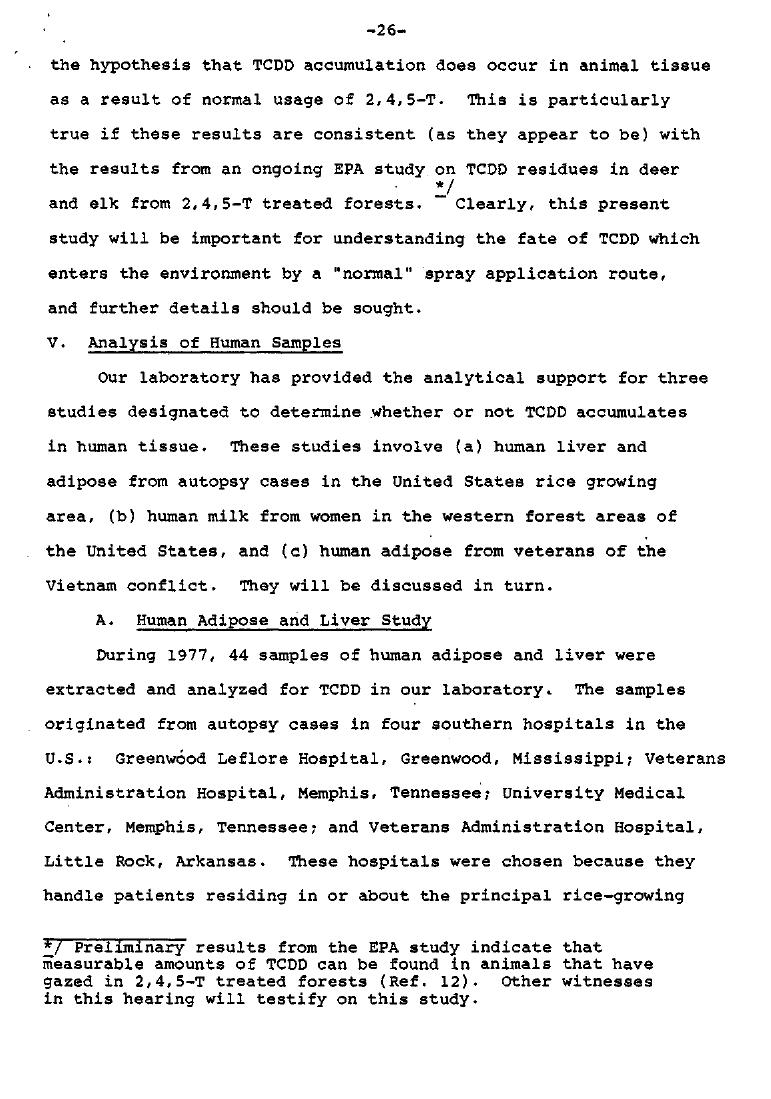 -26-
the hypothesis that TCDD accumulation does occur in animal tissue
as a result of normal usage of 2,4,5-T. This is particularly
true if these results are consistent (as they appear to be) with
the results from an ongoing EPA study on TCDD residues in deer
and elk from 2,4,5-T treated forests. */ Clearly, this present
study will be important for understanding the fate of TCDD which
enters the environment by a "normal" spray application route,
and further details should be sought.
V. Analysis of Human Samples
Our laboratory has provided the analytical support for three
studies designated to determine whether or not TCDD accumulates
in human tissue. These studies involve (a) human liver and
adipose from autopsy cases in the United States rice growing
area, (b) human milk from women in the western forest areas of
the United States, and (c) human adipose from veterans of the
Vietnam conflict. They will be discussed in turn.
A. Human Adipose and Liver Study
During 1977, 44 samples of human adipose and liver were
extracted and analyzed for TCDD in our laboratory. The samples
originated from autopsy cases in four southern hospitals in the
U.S.: Greenwood Leflore Hospital, Greenwood, Mississippi; Veterans
Administration Hospital, Memphis, Tennessee; University Medical
Center, Memphis, Tennessee; and Veterans Administration Hospital,
Little Rock, Arkansas. These hospitals were chosen because they
handle patients residing in or about the principal rice-growing
*/ Preliminary results from the EPA study indicate that
measurable amounts of TCDD can be found in animals that have
gazed in 2,4,5-T treated forests (Ref. 12). Other witnesses
in this hearing will testify on this study.